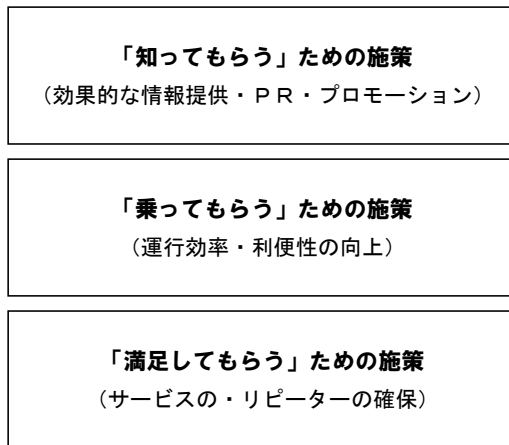 「知ってもらう」ための施策
（効果的な情報提供・ＰＲ・プロモーション）
「乗ってもらう」ための施策
（運行効率・利便性の向上）
「満足してもらう」ための施策
（サービスの・リピーターの確保）